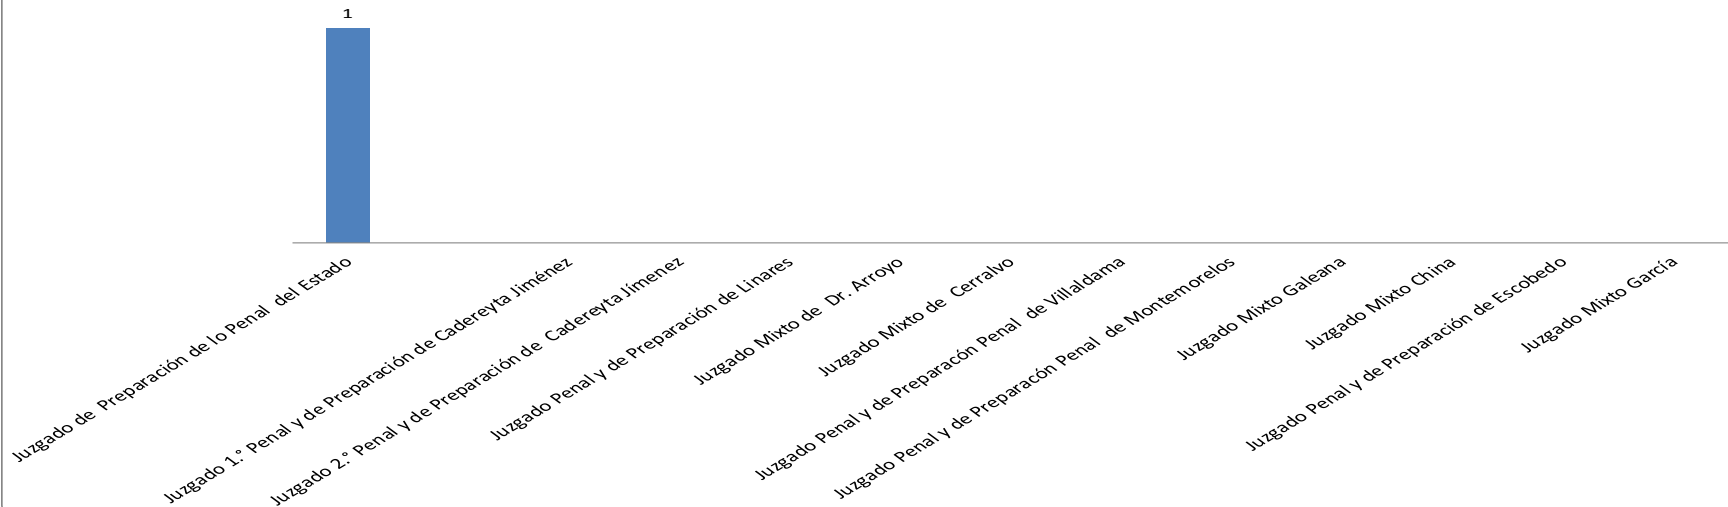 1
Juzgado de Preparación de lo Penal del Estado
Juzgado 1.° Penal y de Preparación de Cadereyta Jiménez
Juzgado 2.° Penal y de Preparación de Cadereyta Jímenez
Juzgado Penal y de Preparación de Linares
Juzgado Mixto de Dr. Arroyo
Juzgado Mixto de Cerralvo
Juzgado Penal y de Preparacón Penal de Villaldama
Juzgado Penal y de Preparacón Penal de Montemorelos
Juzgado Mixto Galeana
Juzgado Mixto China
Juzgado Penal y de Preparación de Escobedo
Juzgado Mixto García